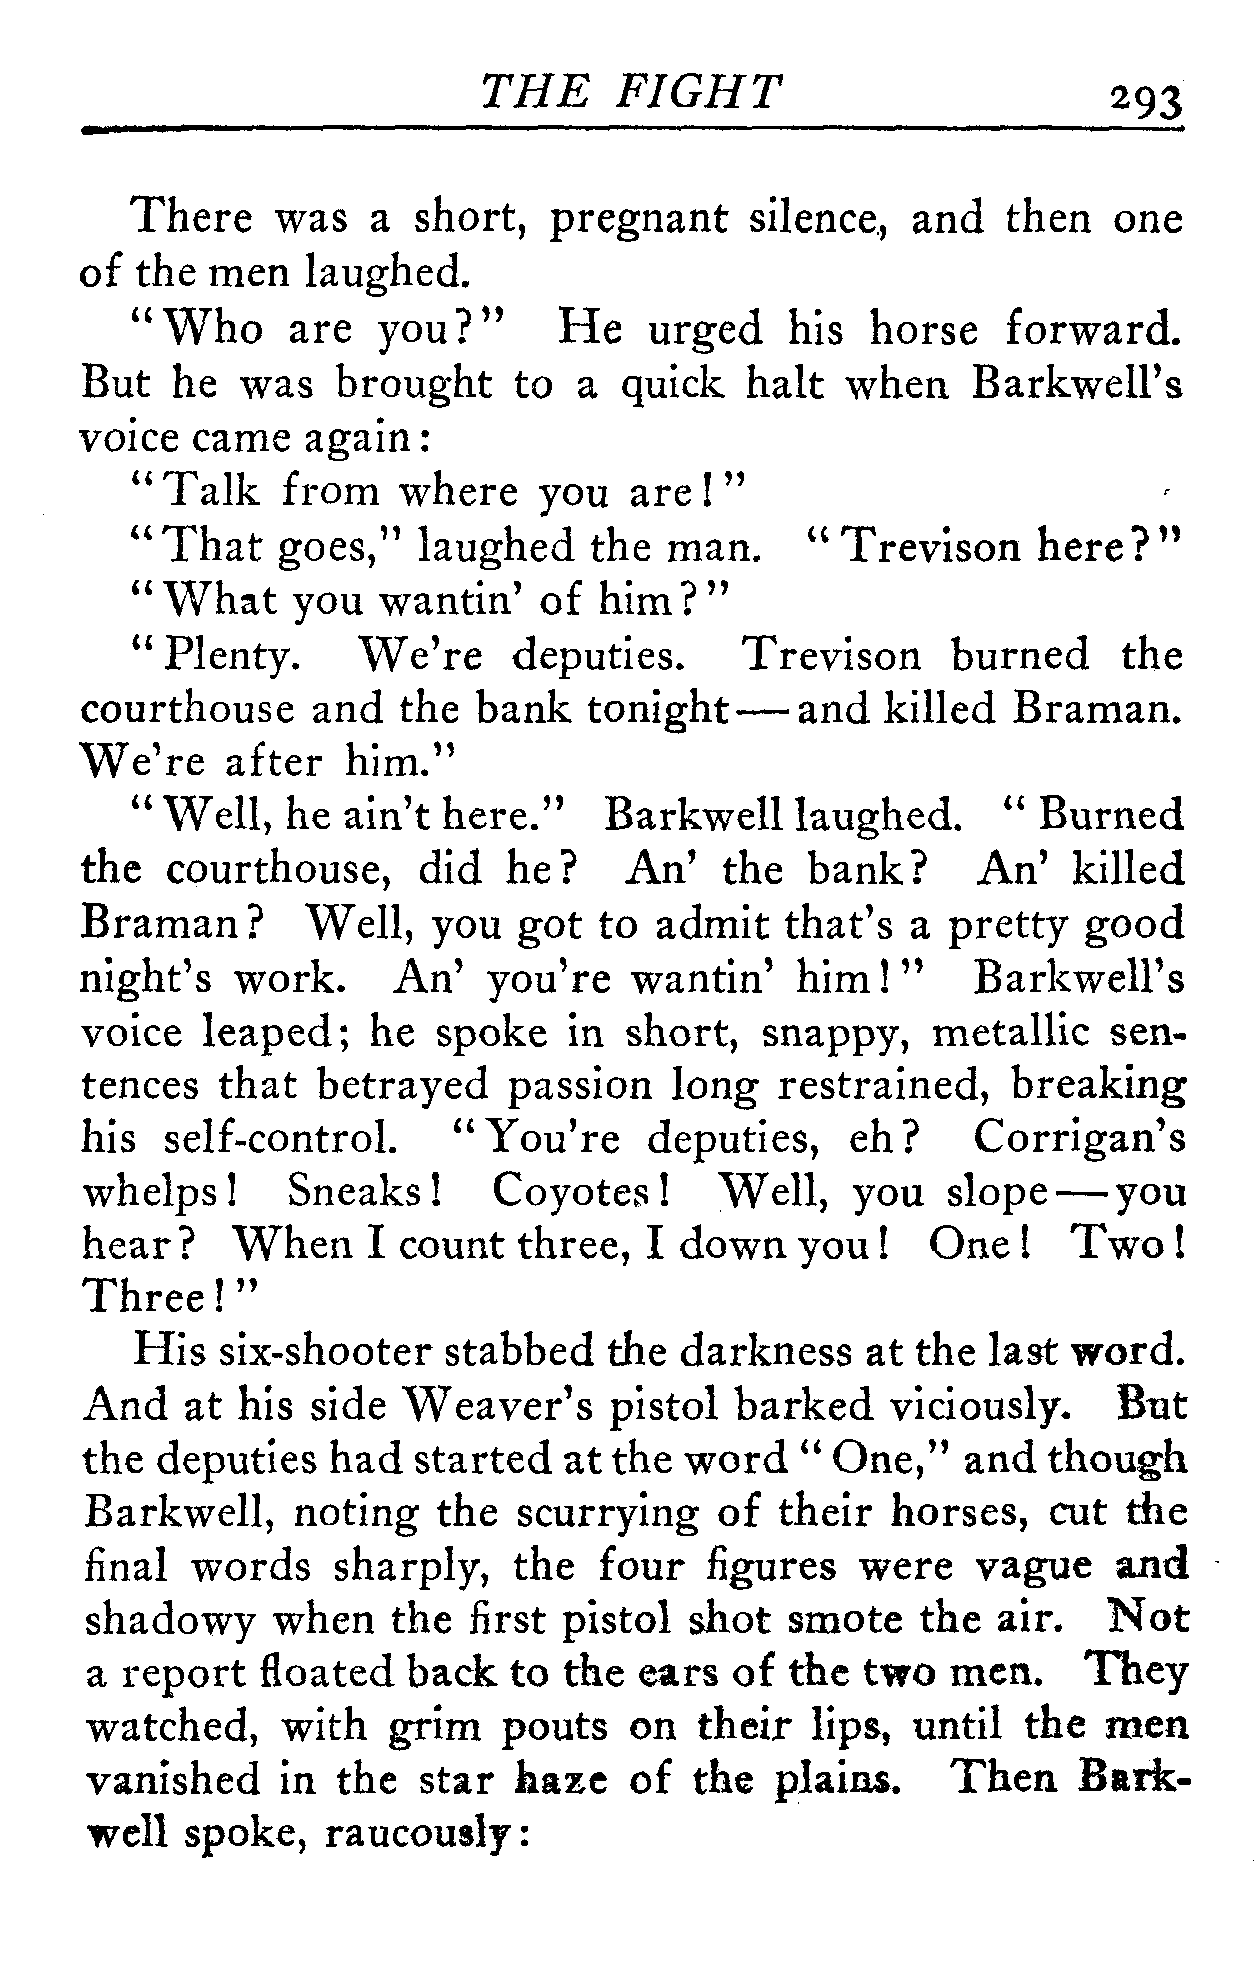 THE FIGHT 293
There was a short, pregnant silence, and then one
of the men laughed.
"Who are you?" He urged his horse forward.
But he was brought to a quick halt when Barkwell's
voice came again:
"Talk from where you are!"
"That goes," laughed the man. "Trevison here?"
"What you wantin' of him?"
"Plenty. We're deputies. Trevison burned the
courthouse and the bank tonight—and killed Braman.
We're after him."
"Well, he ain't here." Barkwell laughed. "Burned
the courthouse, did he? An' the bank? An' killed
Braman? Well, you got to admit that's a pretty good
night's work. An' you're wantin' him!" Barkwell's
voice leaped; he spoke in short, snappy, metallic sen-
tences that betrayed passion long restrained, breaking
his self-control. "You're deputies, eh? Corrigan's
whelps! Sneaks! Coyotes! Well, you slope—you
hear? When I count three, I down you! One! Two!
Three!"
His six-shooter stabbed the darkness at the last word.
And at his side Weaver's pistol barked viciously. But
the deputies had started at the word "One," and though
Barkwell, noting the scurrying of their horses, cut the
final words sharply, the four figures were vague and
shadowy when the first pistol shot smote the air. Not
a report floated back to the ears of the two men. They
watched, with grim pouts on their lips, until the men
vanished in the star haze of the plains. Then Bark-
well spoke, raucously: